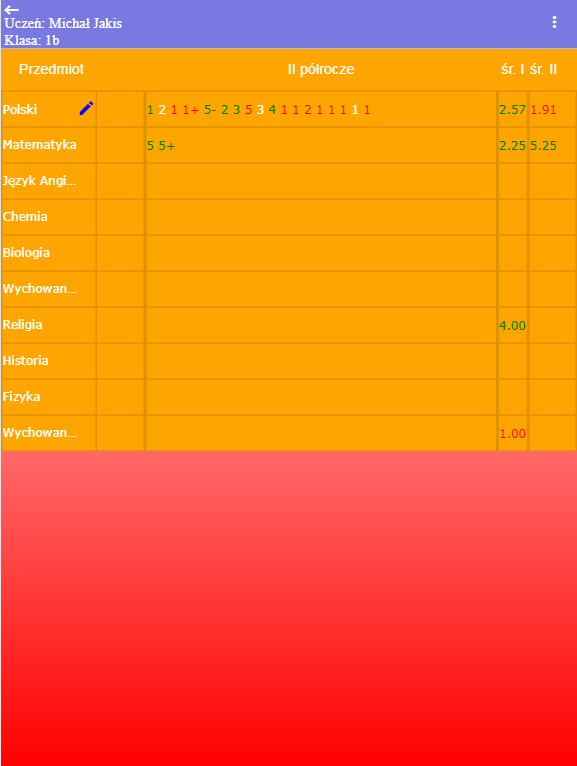 Uczeń: Michał Jakis
Klasa: 1b
Przedmiot II półrocze śr. I śr. II
Polski 1 2 1 1+ 5- 2 3 5 3 4 1 1 2 1 1 1 1 1 2.57 1.91
Matematyka 5 5+ 2.25 5.25
Język Angi...
Chemia
Biologia
Wychowan...
Religia 4.00
Historia
Fizyka
Wychowan... 1.00